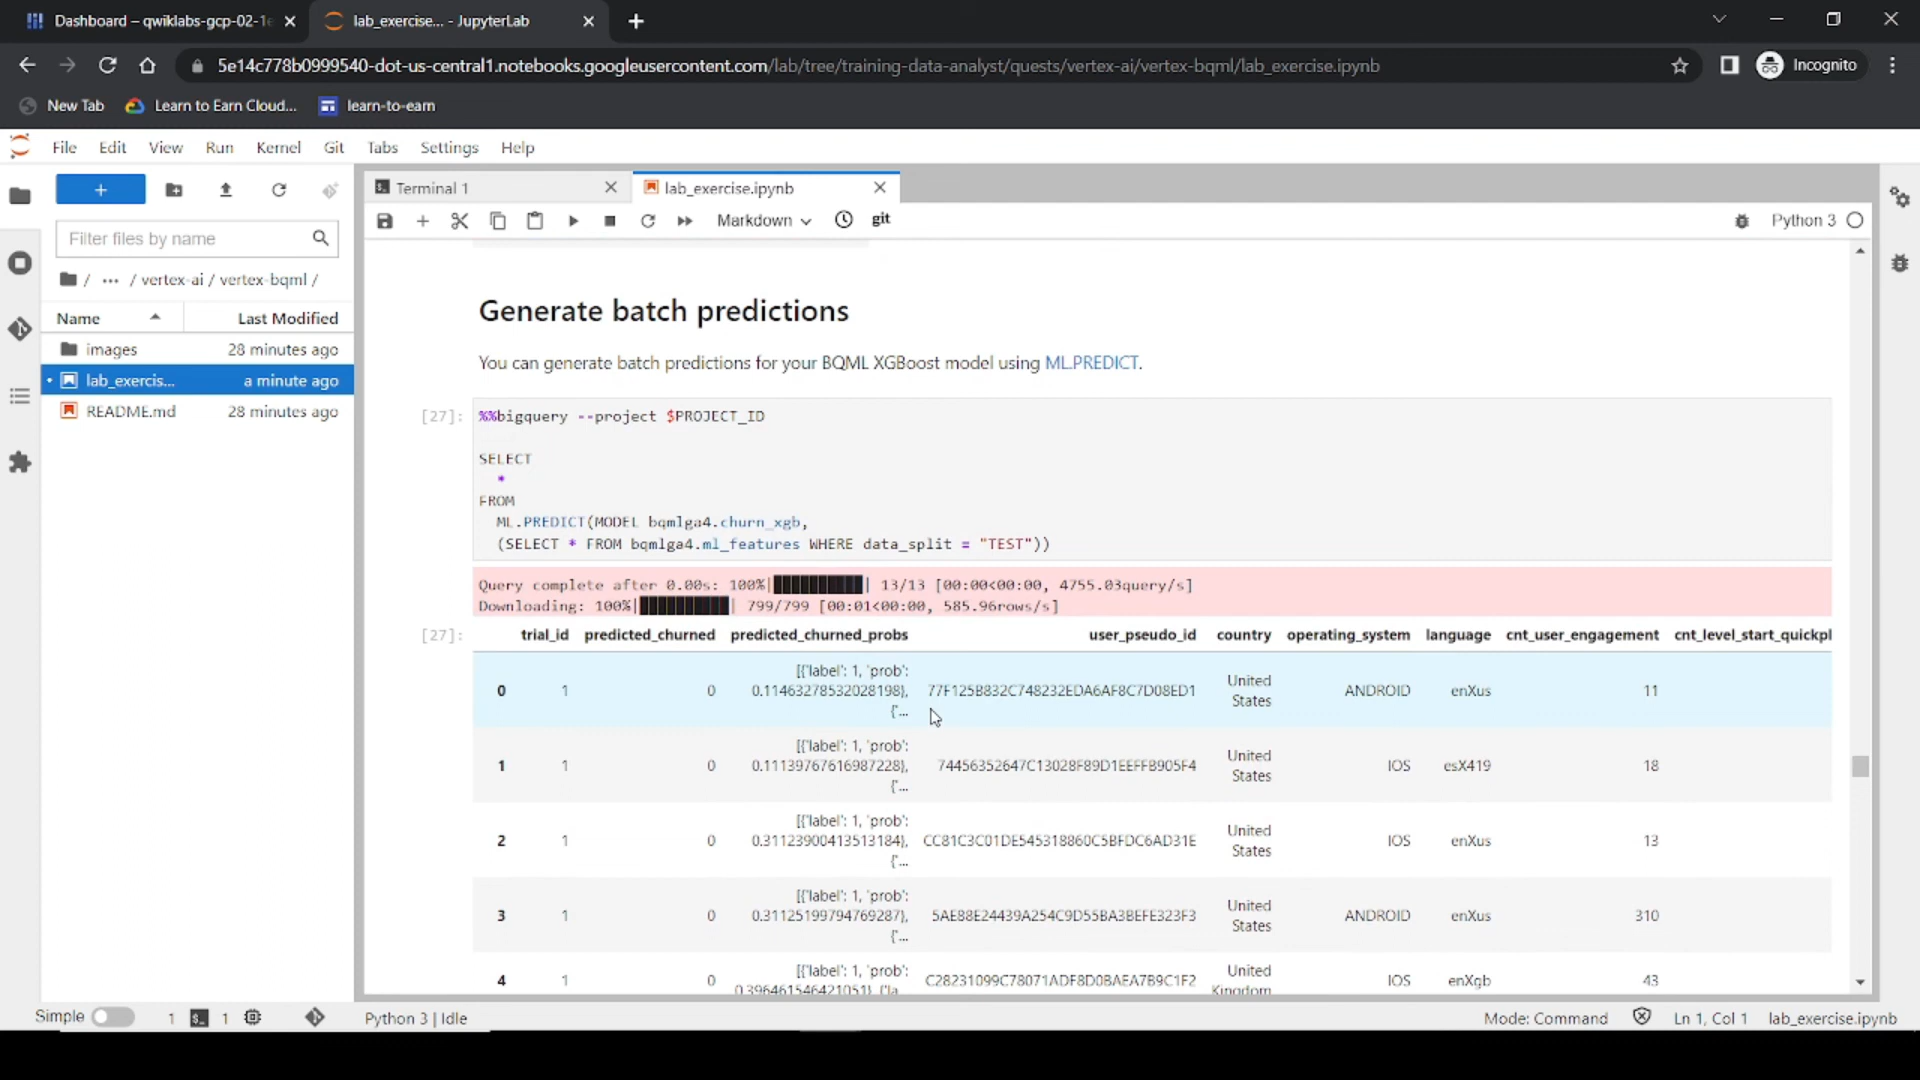 Dashboard – qwiklabs-gcp-02-1
lab_exercise... - JupyterLab
5e14c778b0999540-dot-us-central1.notebooks.googleusercontent.com/lab/tree/training-data-analyst/quests/vertex-ai/vertex-bqml/lab_exercise.ipynb
Incognito
New Tab
Learn to Earn Cloud...
learn-to-earn
File Edit View Run Kernel Git Tabs Settings Help
Terminal 1
lab_exercise.ipynb
Markdown
git
Python 3
Filter files by name
/ ... / vertex-ai / vertex-bqml /
Name Last Modified
images 28 minutes ago
lab_exercis... a minute ago
README.md 28 minutes ago
Generate batch predictions
You can generate batch predictions for your BQML XGBoost model using ML.PREDICT.
[27]: %%bigquery --project $PROJECT_ID
SELECT
*
FROM
ML.PREDICT(MODEL bqmlga4.churn_xgb,
(SELECT * FROM bqmlga4.ml_features WHERE data_split = "TEST"))
Query complete after 0.00s: 100%|██████████| 13/13 [00:00<00:00, 4755.03query/s]
Downloading: 100%|██████████| 799/799 [00:01<00:00, 585.96rows/s]
[27]: trial_id predicted_churned predicted_churned_probs user_pseudo_id country operating_system language cnt_user_engagement cnt_level_start_quickpl
0 1 0 [{'label': 1, 'prob': 0.11463278532028198}, {'... 77F125B832C748232EDA6AF8C7D08ED1 United States ANDROID enXus 11
1 1 0 [{'label': 1, 'prob': 0.11139767616987228}, {'... 74456352647C13028F89D1EEFFB905F4 United States IOS esX419 18
2 1 0 [{'label': 1, 'prob': 0.31123900413513184}, {'... CC81C3C01DE545318860C5BFDC6AD31E United States IOS enXus 13
3 1 0 [{'label': 1, 'prob': 0.31125199794769287}, {'... 5AE88E24439A254C9D55BA3BEFE323F3 United States ANDROID enXus 310
4 1 0 [{'label': 1, 'prob': 0.396461546421051}, {'la C28231099C78071ADF8D0BAEA7B9C1F2 United Kingdom IOS enXgb 43
Simple 1 1 Python 3 | Idle Mode: Command Ln 1, Col 1 lab_exercise.ipynb